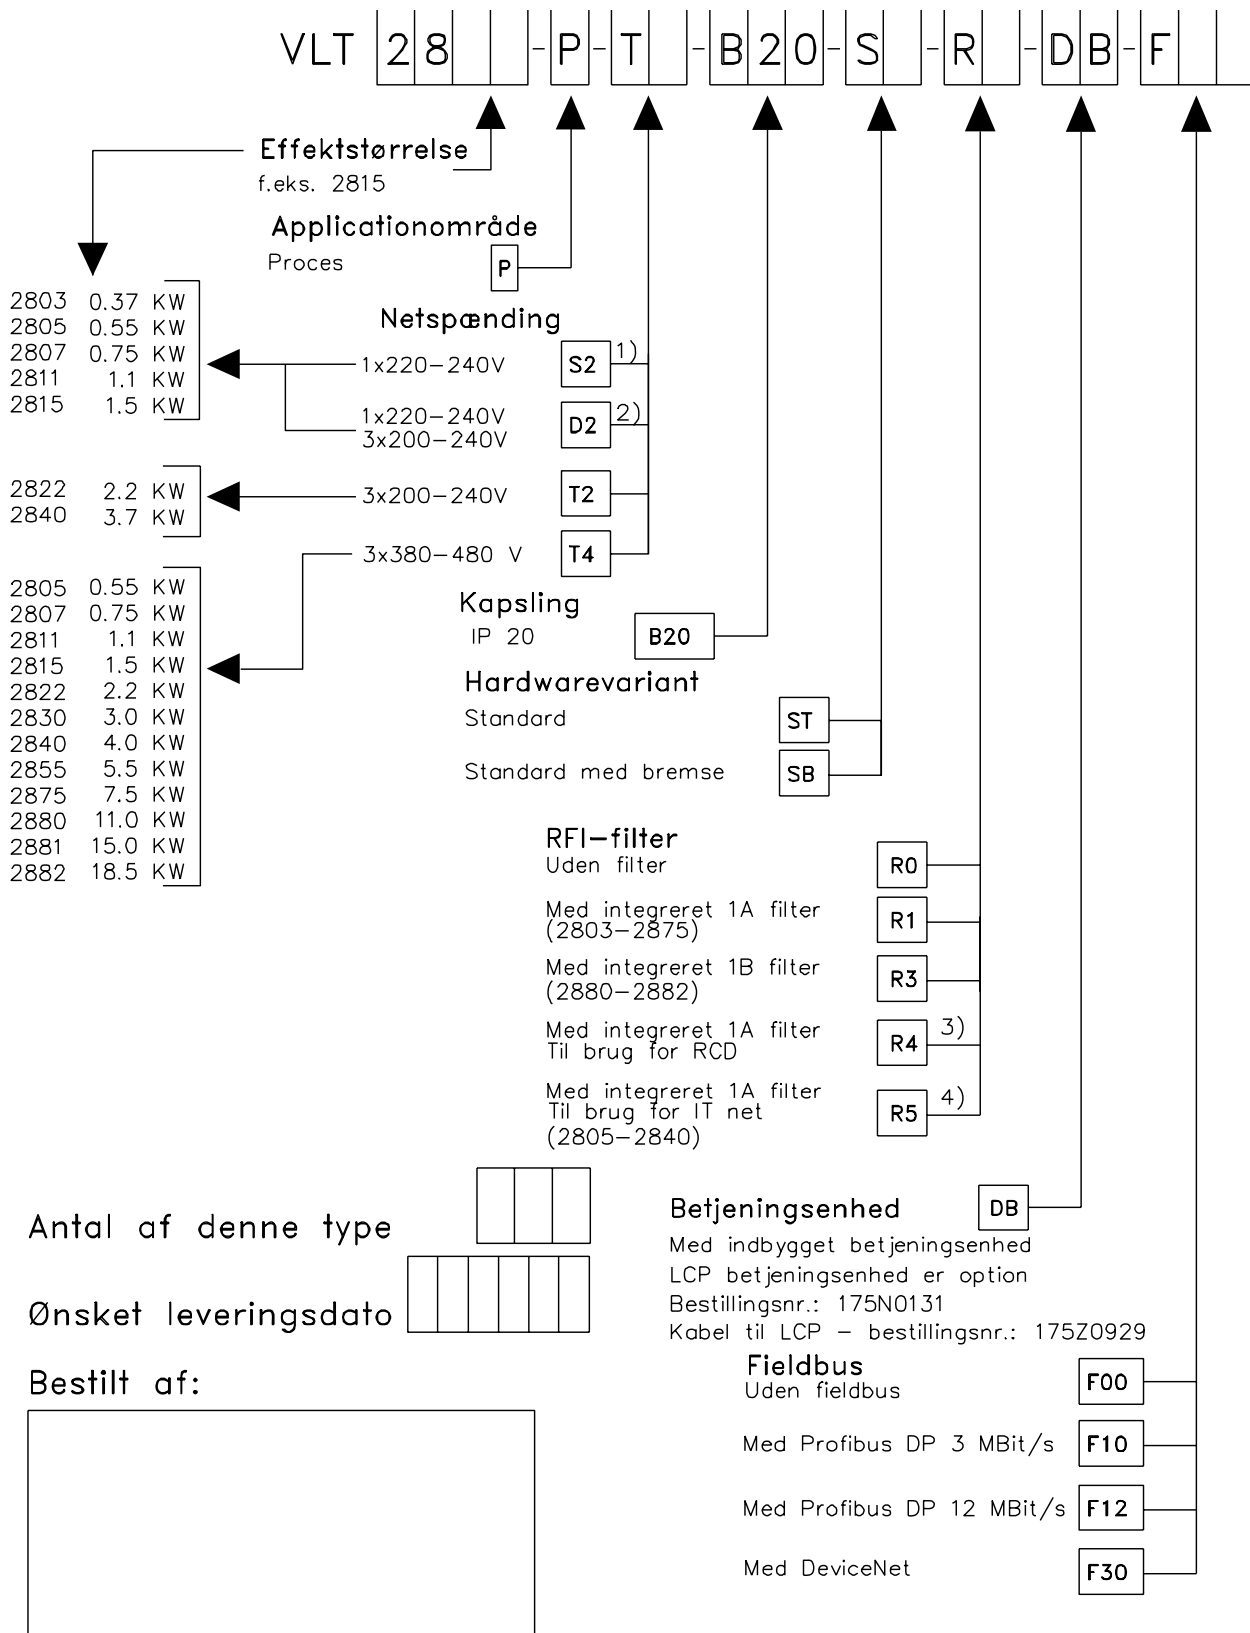 VLT 28 -P-T -B20-S -R -DB-F
Effektstørrelse
f.eks. 2815
Applicationområde
Proces P
2803 0.37 KW
2805 0.55 KW
2807 0.75 KW
2811 1.1 KW
2815 1.5 KW
Netspænding
1x220-240V S2 1)
1x220-240V
3x200-240V D2 2)
2822 2.2 KW
2840 3.7 KW
3x200-240V T2
3x380-480 V T4
2805 0.55 KW
2807 0.75 KW
2811 1.1 KW
2815 1.5 KW
2822 2.2 KW
2830 3.0 KW
2840 4.0 KW
2855 5.5 KW
2875 7.5 KW
2880 11.0 KW
2881 15.0 KW
2882 18.5 KW
Kapsling
IP 20 B20
Hardwarevariant
Standard ST
Standard med bremse SB
RFI-filter
Uden filter R0
Med integreret 1A filter
(2803-2875) R1
Med integreret 1B filter
(2880-2882) R3
Med integreret 1A filter
Til brug for RCD R4 3)
Med integreret 1A filter
Til brug for IT net
(2805-2840) R5 4)
Antal af denne type
Ønsket leveringsdato
Bestilt af:
Betjeningsenhed DB
Med indbygget betjeningsenhed
LCP betjeningsenhed er option
Bestillingsnr.: 175N0131
Kabel til LCP - bestillingsnr.: 175Z0929
Fieldbus
Uden fieldbus F00
Med Profibus DP 3 MBit/s F10
Med Profibus DP 12 MBit/s F12
Med DeviceNet F30